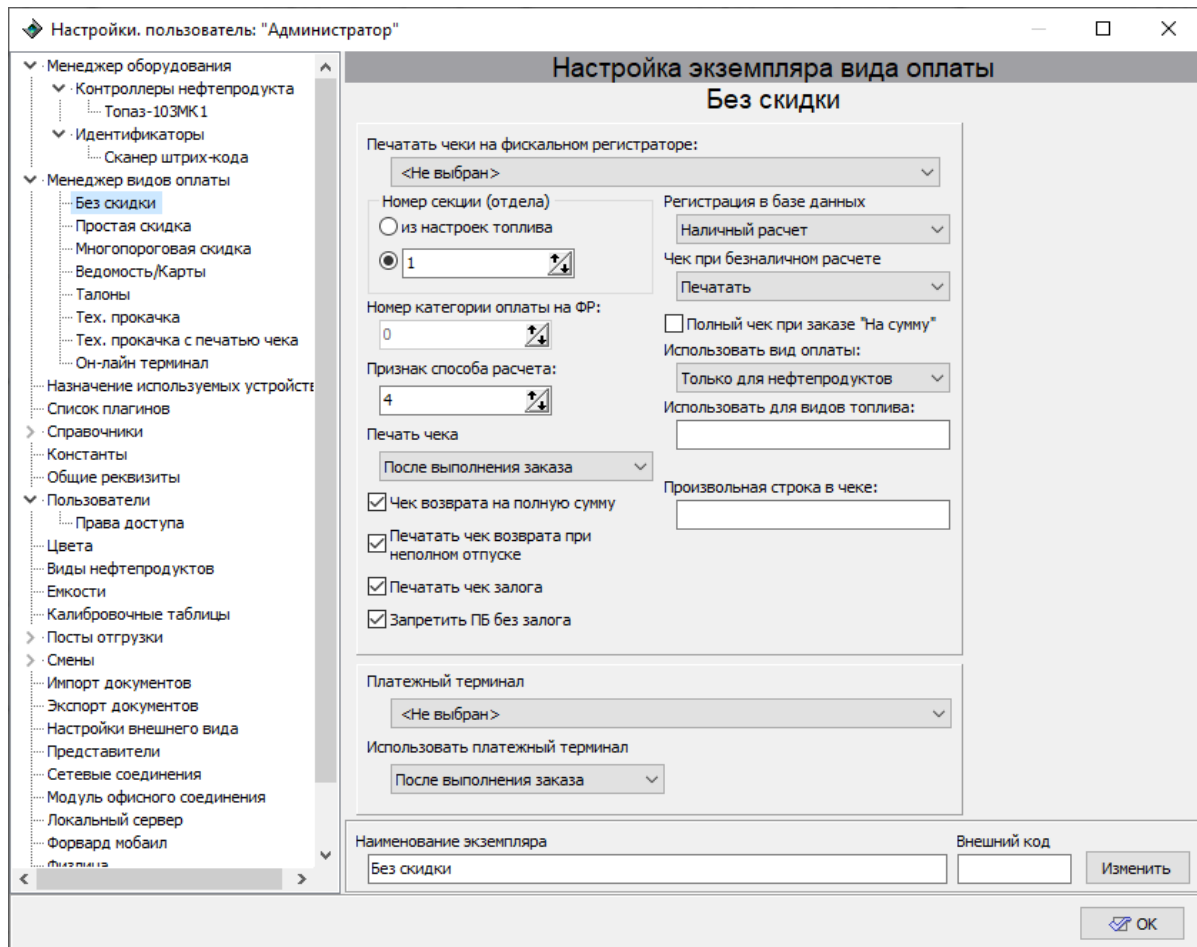 Настройки. пользователь: "Администратор"
Менеджер оборудования
Контроллеры нефтепродукта
Топаз-103МК1
Идентификаторы
Сканер штрих-кода
Менеджер видов оплаты
Без скидки
Простая скидка
Многопороговая скидка
Ведомость/Карты
Талоны
Тех. прокачка
Тех. прокачка с печатью чека
Он-лайн терминал
Назначение используемых устройств
Список плагинов
Справочники
Константы
Общие реквизиты
Пользователи
Права доступа
Цвета
Виды нефтепродуктов
Емкости
Калибровочные таблицы
Посты отгрузки
Смены
Импорт документов
Экспорт документов
Настройки внешнего вида
Представители
Сетевые соединения
Модуль офисного соединения
Локальный сервер
Форвард мобаил
Физлица
Настройка экземпляра вида оплаты
Без скидки
Печатать чеки на фискальном регистраторе:
<Не выбран>
Номер секции (отдела)
из настроек топлива
1
Номер категории оплаты на ФР:
0
Признак способа расчета:
4
Печать чека
После выполнения заказа
Чек возврата на полную сумму
Печатать чек возврата при
неполном отпуске
Печатать чек залога
Запретить ПБ без залога
Регистрация в базе данных
Наличный расчет
Чек при безналичном расчете
Печатать
Полный чек при заказе "На сумму"
Использовать вид оплаты:
Только для нефтепродуктов
Использовать для видов топлива:
Произвольная строка в чеке:
Платежный терминал
<Не выбран>
Использовать платежный терминал
После выполнения заказа
Наименование экземпляра
Без скидки
Внешний код
Изменить
OK